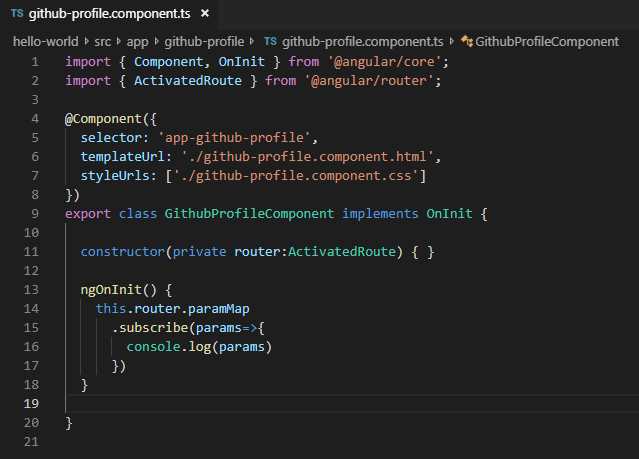 TS github-profile.component.ts ×
hello-world > src > app > github-profile > TS github-profile.component.ts > GithubProfileComponent
1 import { Component, OnInit } from '@angular/core';
2 import { ActivatedRoute } from '@angular/router';
3
4 @Component({
5   selector: 'app-github-profile',
6   templateUrl: './github-profile.component.html',
7   styleUrls: ['./github-profile.component.css']
8 })
9 export class GithubProfileComponent implements OnInit {
10
11   constructor(private router:ActivatedRoute) { }
12
13   ngOnInit() {
14     this.router.paramMap
15       .subscribe(params=>{
16         console.log(params)
17       })
18   }
19
20 }
21